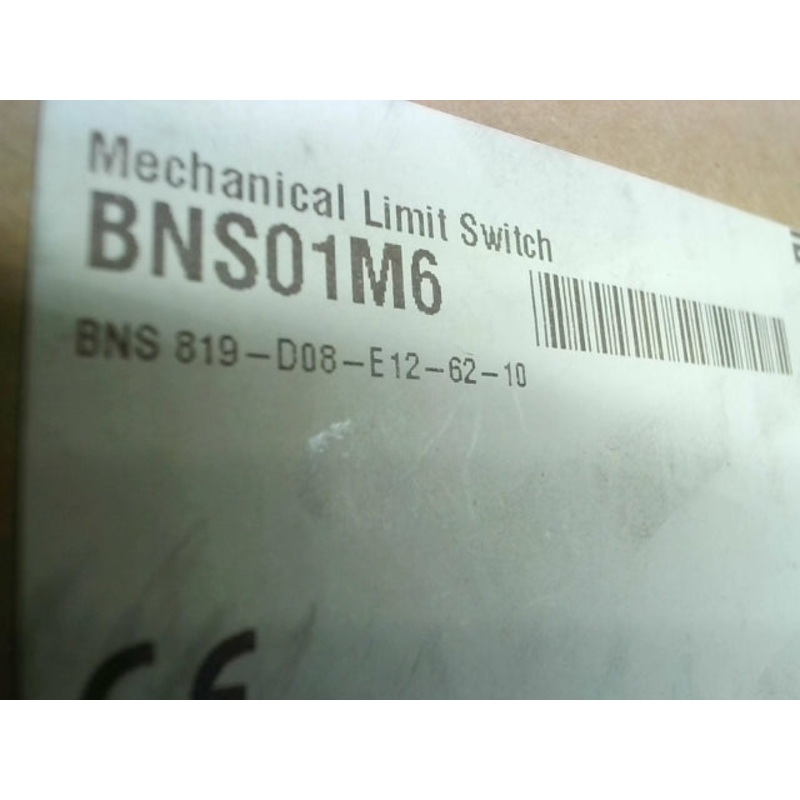 Mechanical Limit Switch
BNS01M6
BNS 819-D08-E12-62-10
CE